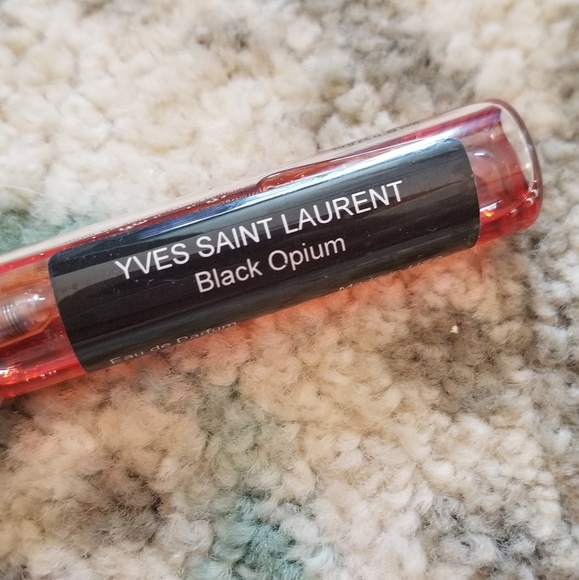 YVES SAINT LAURENT
Black Opium
Eau de Parfum